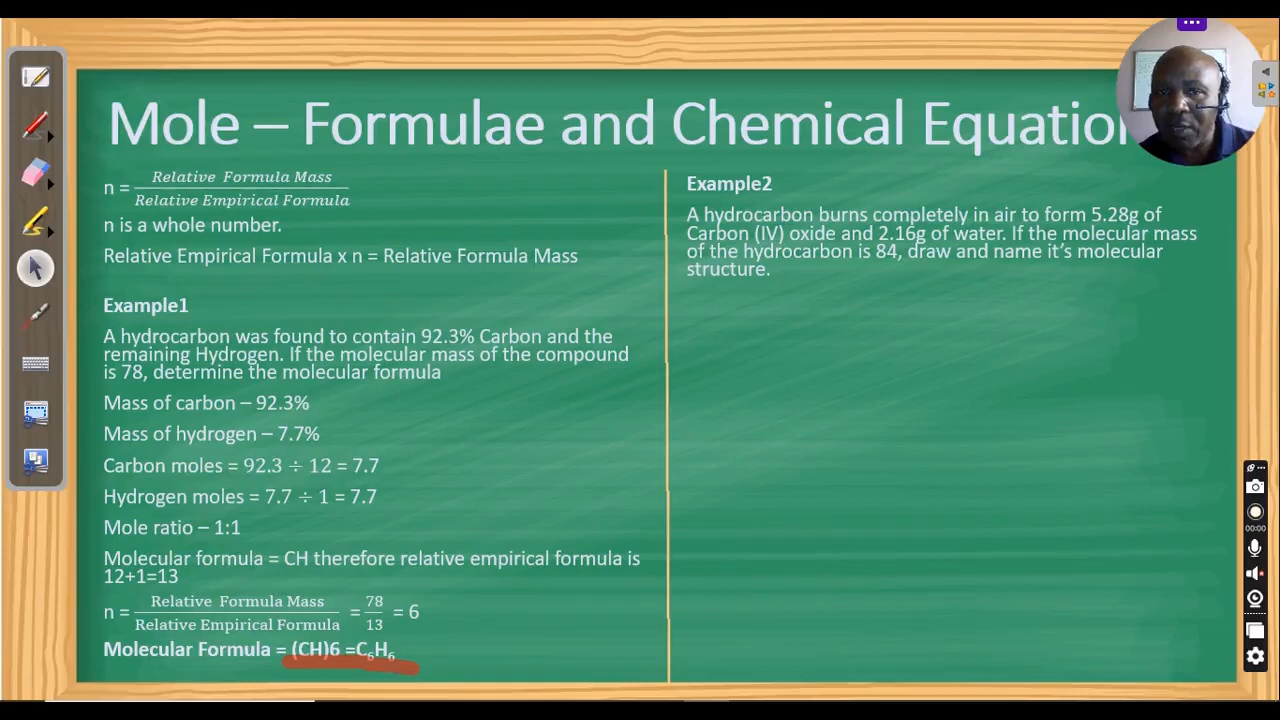 Mole – Formulae and Chemical Equation
n = Relative Formula Mass / Relative Empirical Formula
n is a whole number.
Relative Empirical Formula x n = Relative Formula Mass
Example1
A hydrocarbon was found to contain 92.3% Carbon and the
remaining Hydrogen. If the molecular mass of the compound
is 78, determine the molecular formula
Mass of carbon – 92.3%
Mass of hydrogen – 7.7%
Carbon moles = 92.3 ÷ 12 = 7.7
Hydrogen moles = 7.7 ÷ 1 = 7.7
Mole ratio – 1:1
Molecular formula = CH therefore relative empirical formula is
12+1=13
n = Relative Formula Mass / Relative Empirical Formula = 78/13 = 6
Molecular Formula = (CH)6 =C₆H₆
Example2
A hydrocarbon burns completely in air to form 5.28g of
Carbon (IV) oxide and 2.16g of water. If the molecular mass
of the hydrocarbon is 84, draw and name it's molecular
structure.
00:00